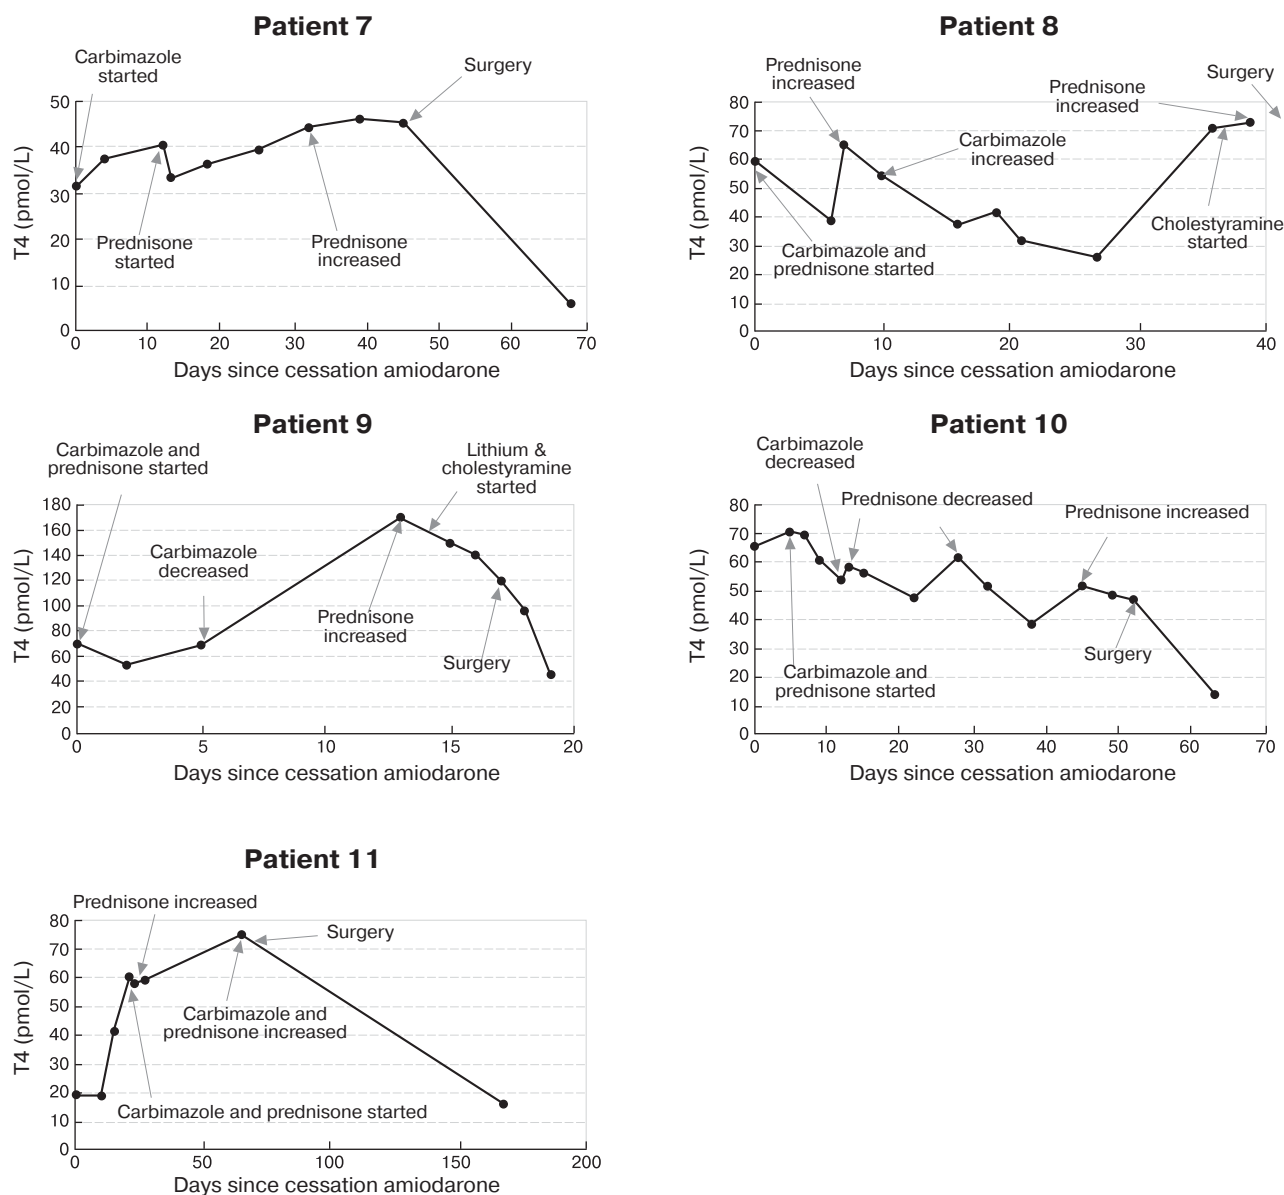 Patient 7
Carbimazole
started
Surgery
50
40
30
20
10
0
T4 (pmol/L)
Prednisone
started
Prednisone
increased
0 10 20 30 40 50 60 70
Days since cessation amiodarone
Patient 8
Prednisone
increased
Surgery
Prednisone
increased
Carbimazole
increased
80
70
60
50
40
30
20
10
0
T4 (pmol/L)
Cholestyramine
started
Carbimazole and
prednisone started
0 10 20 30 40
Days since cessation amiodarone
Patient 9
Carbimazole and
prednisone started
Lithium &
cholestyramine
started
180
160
140
120
100
80
60
40
20
0
T4 (pmol/L)
Carbimazole
decreased
Prednisone
increased
Surgery
0 5 10 15 20
Days since cessation amiodarone
Patient 10
Carbimazole
decreased
Prednisone decreased
Prednisone increased
80
70
60
50
40
30
20
10
0
T4 (pmol/L)
Surgery
Carbimazole and
prednisone started
0 10 20 30 40 50 60 70
Days since cessation amiodarone
Patient 11
Prednisone increased
Surgery
80
70
60
50
40
30
20
10
0
T4 (pmol/L)
Carbimazole and
prednisone increased
Carbimazole and prednisone started
0 50 100 150 200
Days since cessation amiodarone